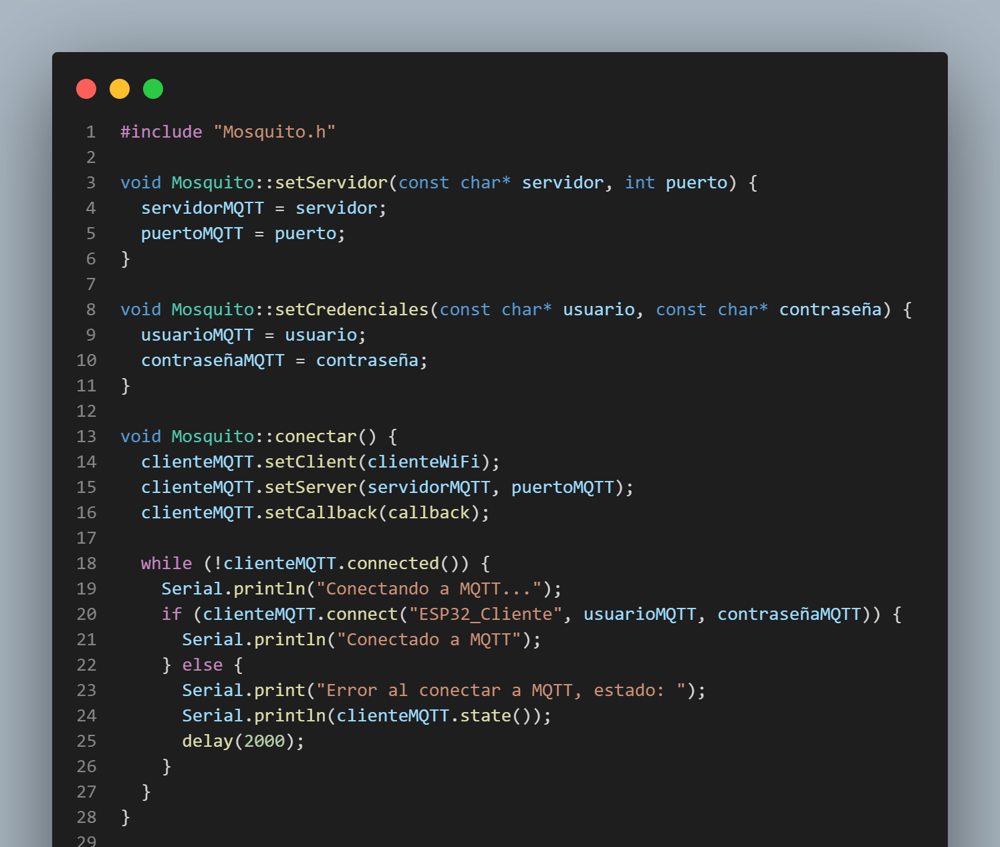 1 #include "Mosquito.h"
2
3 void Mosquito::setServidor(const char* servidor, int puerto) {
4   servidorMQTT = servidor;
5   puertoMQTT = puerto;
6 }
7
8 void Mosquito::setCredenciales(const char* usuario, const char* contraseña) {
9   usuarioMQTT = usuario;
10   contraseñaMQTT = contraseña;
11 }
12
13 void Mosquito::conectar() {
14   clienteMQTT.setClient(clienteWiFi);
15   clienteMQTT.setServer(servidorMQTT, puertoMQTT);
16   clienteMQTT.setCallback(callback);
17
18   while (!clienteMQTT.connected()) {
19     Serial.println("Conectando a MQTT...");
20     if (clienteMQTT.connect("ESP32_Cliente", usuarioMQTT, contraseñaMQTT)) {
21       Serial.println("Conectado a MQTT");
22     } else {
23       Serial.print("Error al conectar a MQTT, estado: ");
24       Serial.println(clienteMQTT.state());
25       delay(2000);
26     }
27   }
28 }
29